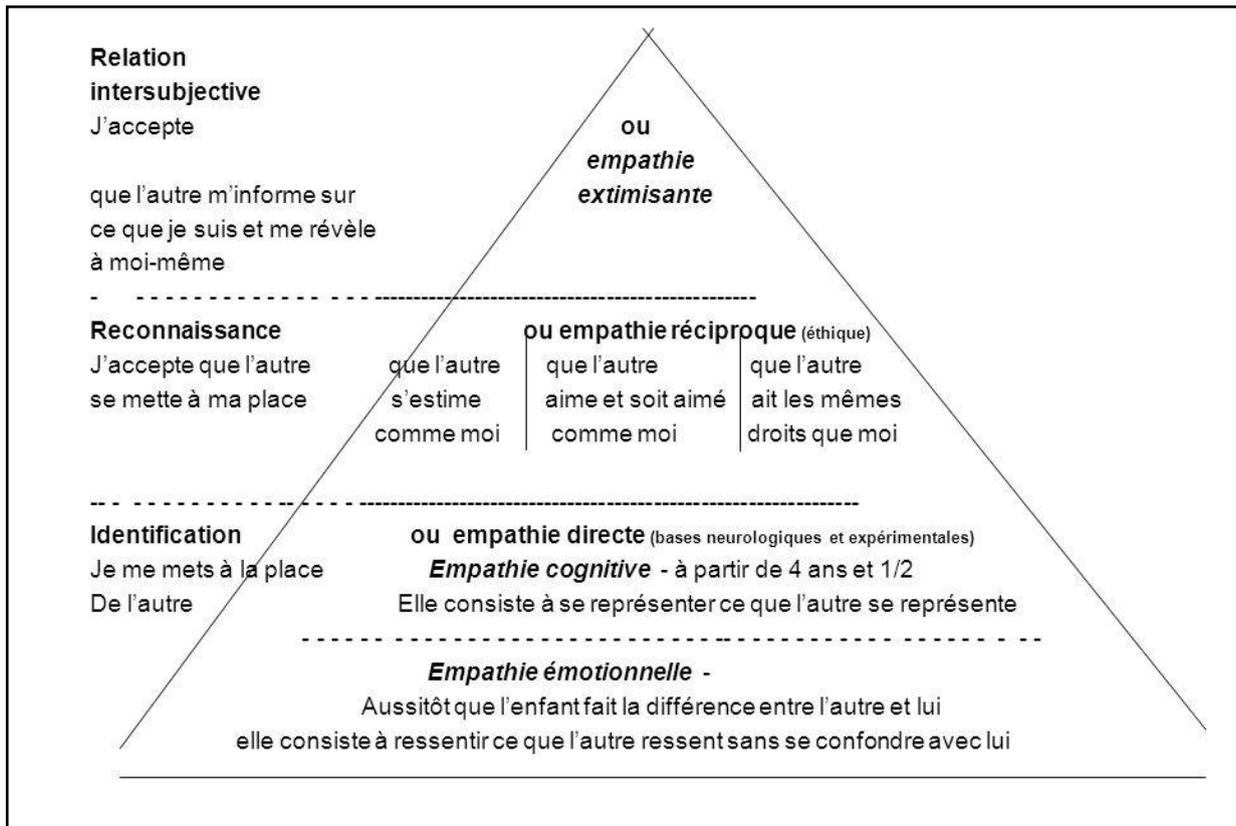 Relation
intersubjective
J’accepte
ou
empathie
extimisante
que l’autre m’informe sur
ce que je suis et me révèle
à moi-même
Reconnaissance ou empathie réciproque (éthique)
J’accepte que l’autre que l’autre que l’autre que l’autre
se mette à ma place s’estime aime et soit aimé ait les mêmes
comme moi comme moi droits que moi
Identification ou empathie directe (bases neurologiques et expérimentales)
Je me mets à la place Empathie cognitive - à partir de 4 ans et 1/2
De l’autre Elle consiste à se représenter ce que l’autre se représente
Empathie émotionnelle -
Aussitôt que l’enfant fait la différence entre l’autre et lui
elle consiste à ressentir ce que l’autre ressent sans se confondre avec lui